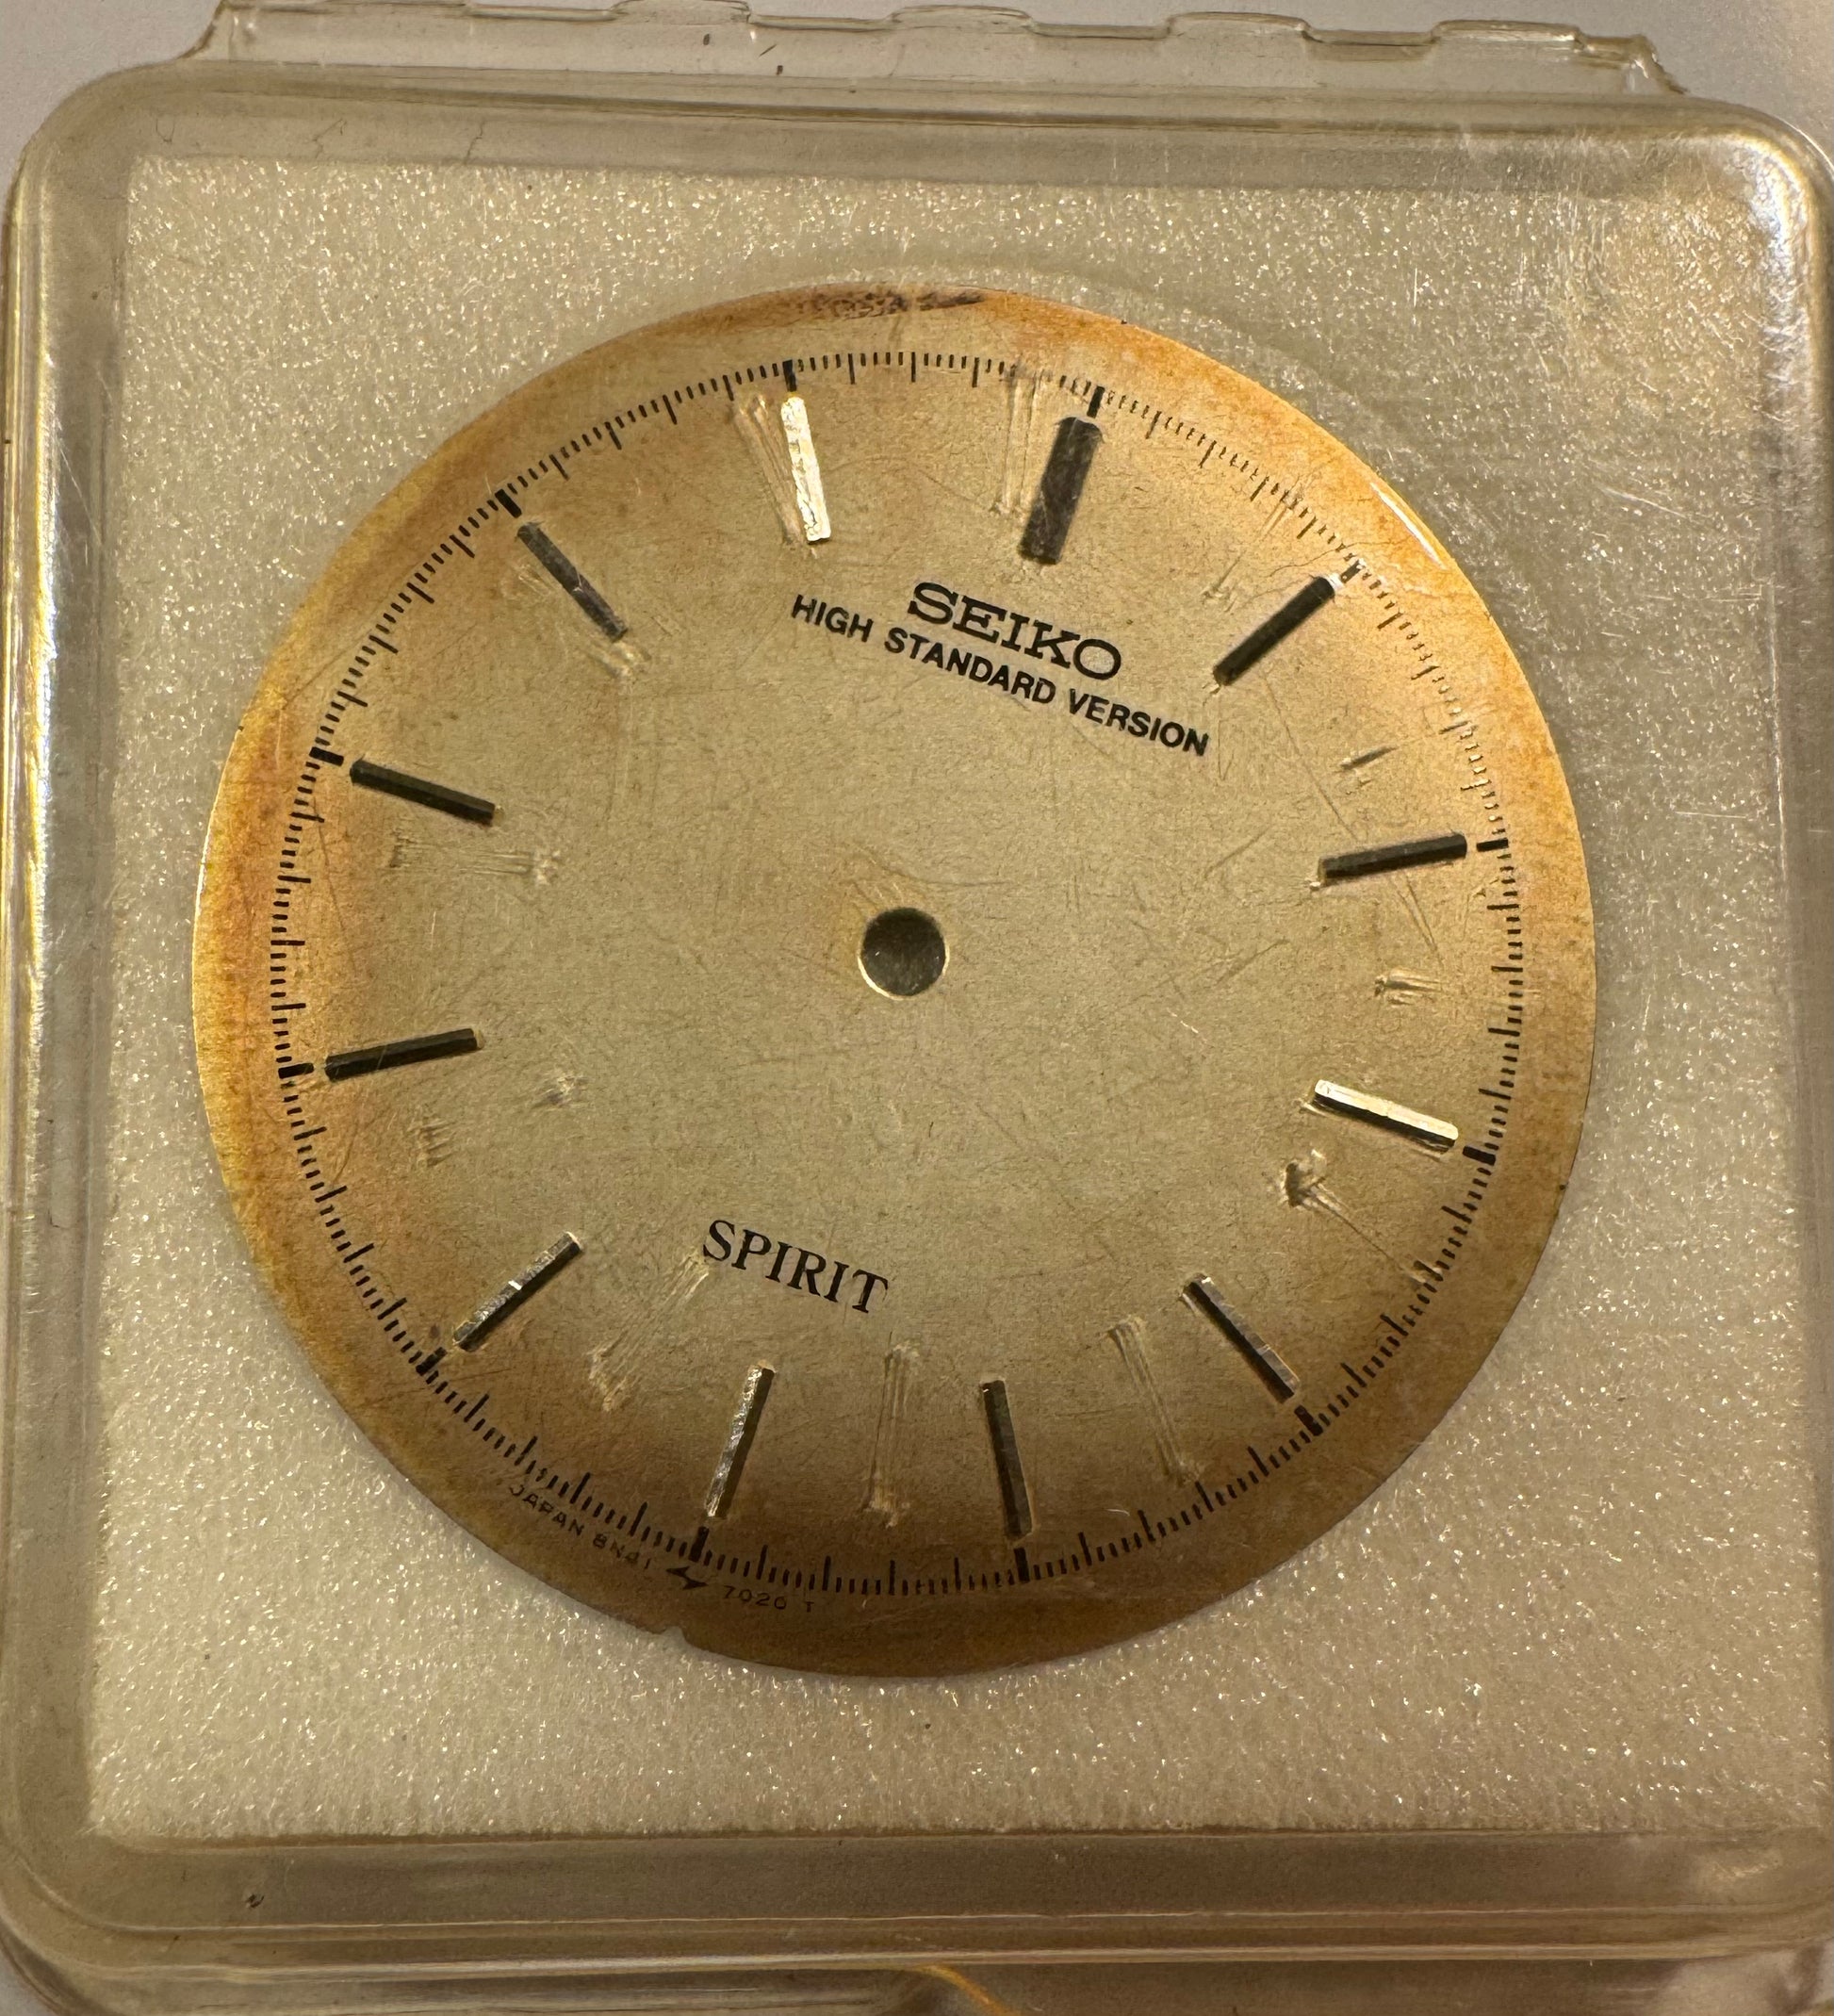 SEIKO
HIGH STANDARD VERSION
SPIRIT
JAPAN 8N41 7020 T